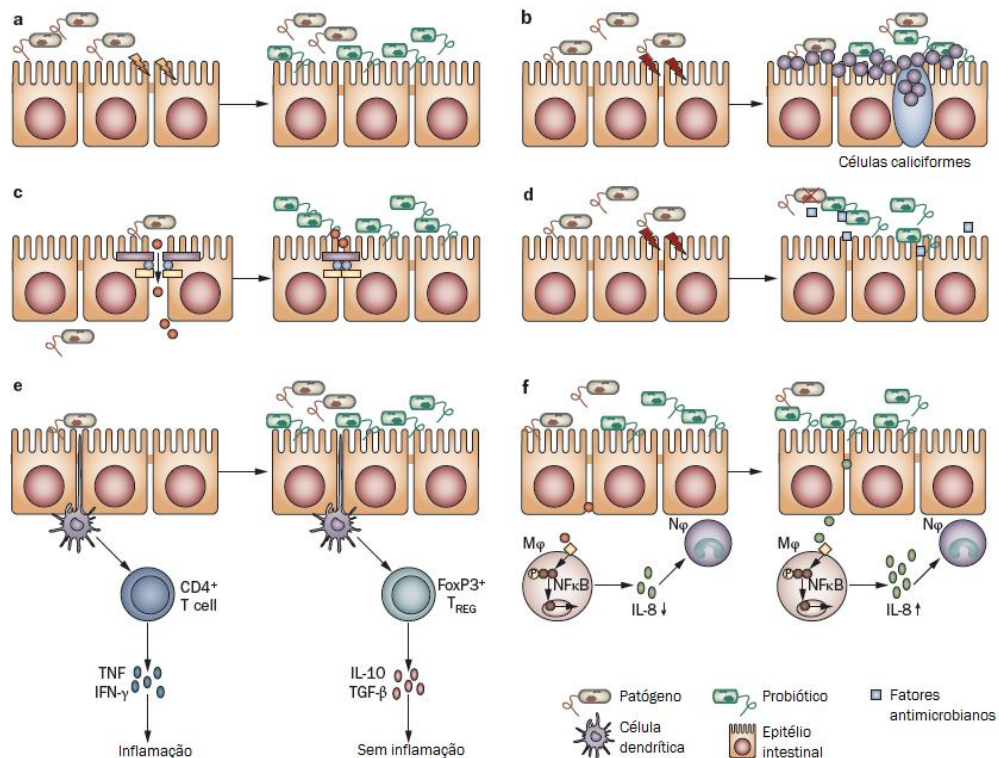 a
b
Células caliciformes
c
d
e
CD4+
T cell
TNF
IFN-γ
Inflamação
FoxP3+
TREG
IL-10
TGF-β
Sem inflamação
f
Mφ
P
NFκB
IL-8 ↓
Nφ
Mφ
P
NFκB
IL-8 ↑
Nφ
Patógeno
Probiótico
Fatores
antimicrobianos
Célula
dendrítica
Epitélio
intestinal